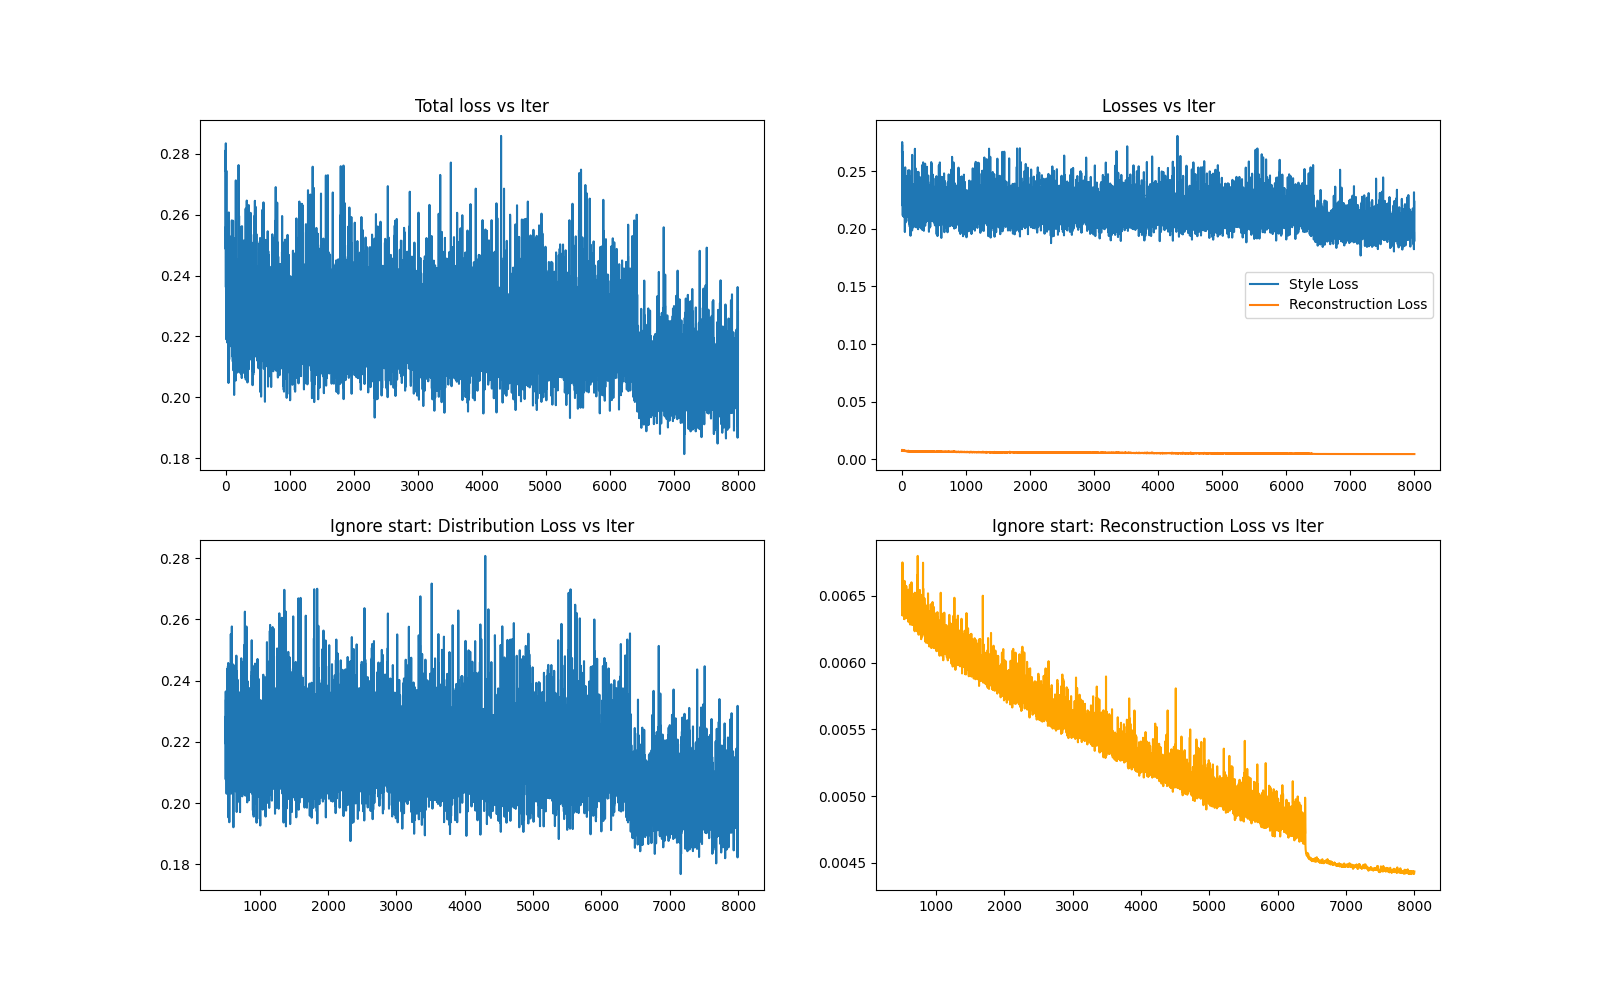 Total loss vs Iter
0.28
0.26
0.24
0.22
0.20
0.18
0 1000 2000 3000 4000 5000 6000 7000 8000
Losses vs Iter
0.25
0.20
0.15
0.10
0.05
0.00
Style Loss
Reconstruction Loss
0 1000 2000 3000 4000 5000 6000 7000 8000
Ignore start: Distribution Loss vs Iter
0.28
0.26
0.24
0.22
0.20
0.18
1000 2000 3000 4000 5000 6000 7000 8000
Ignore start: Reconstruction Loss vs Iter
0.0065
0.0060
0.0055
0.0050
0.0045
1000 2000 3000 4000 5000 6000 7000 8000